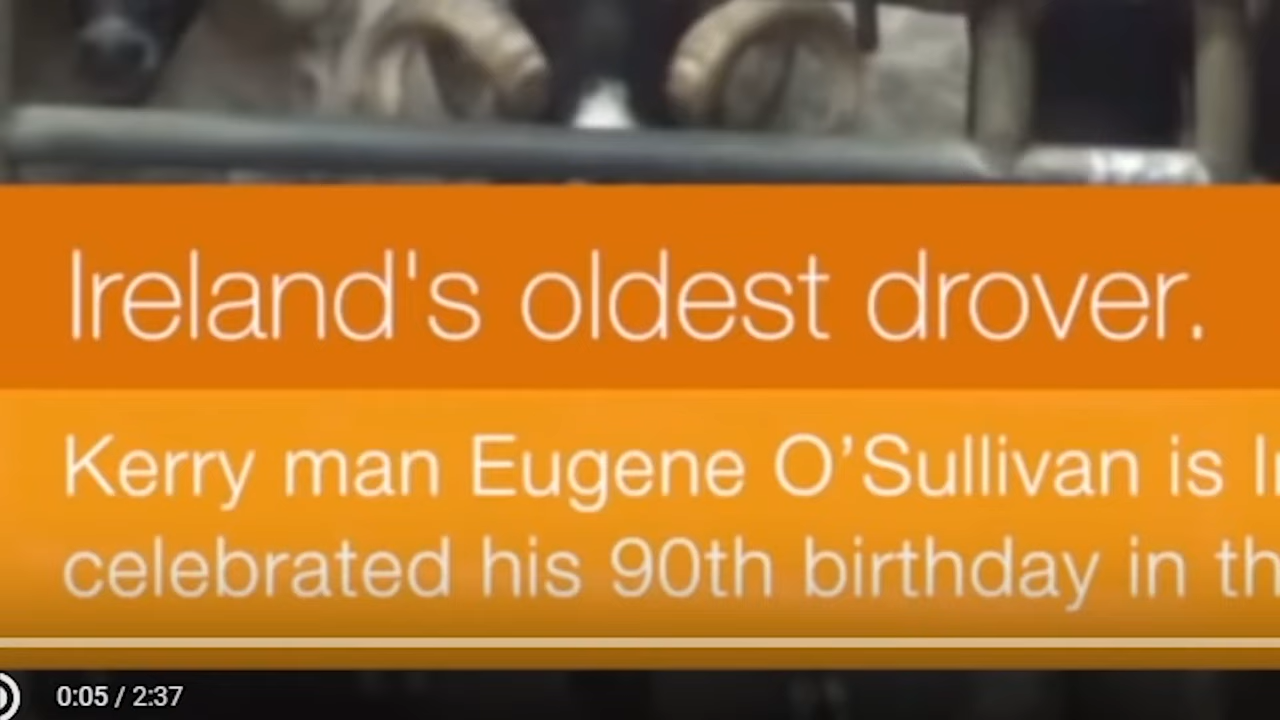 Ireland's oldest drover.
Kerry man Eugene O’Sullivan is
celebrated his 90th birthday in
0:05 / 2:37